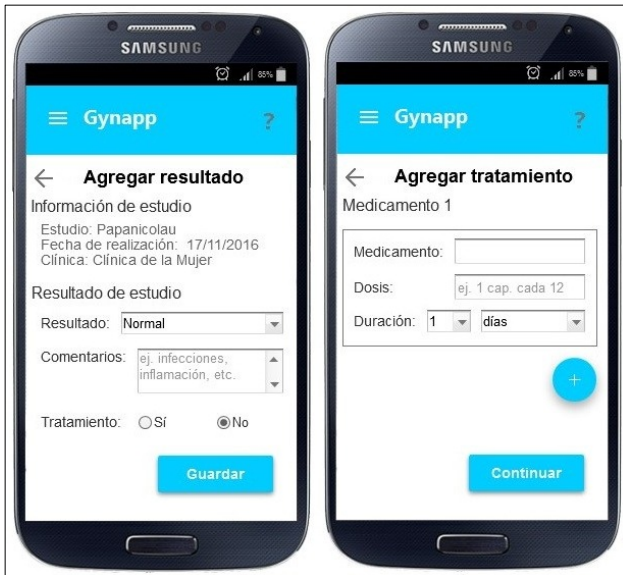 SAMSUNG
85%
Gynapp
?
Agregar resultado
Información de estudio
Estudio: Papanicolau
Fecha de realización: 17/11/2016
Clínica: Clínica de la Mujer
Resultado de estudio
Resultado: Normal
Comentarios: ej. infecciones,
inflamación, etc.
Tratamiento: Sí No
Guardar
SAMSUNG
85%
Gynapp
?
Agregar tratamiento
Medicamento 1
Medicamento:
Dosis: ej. 1 cap. cada 12
Duración: 1 días
+
Continuar